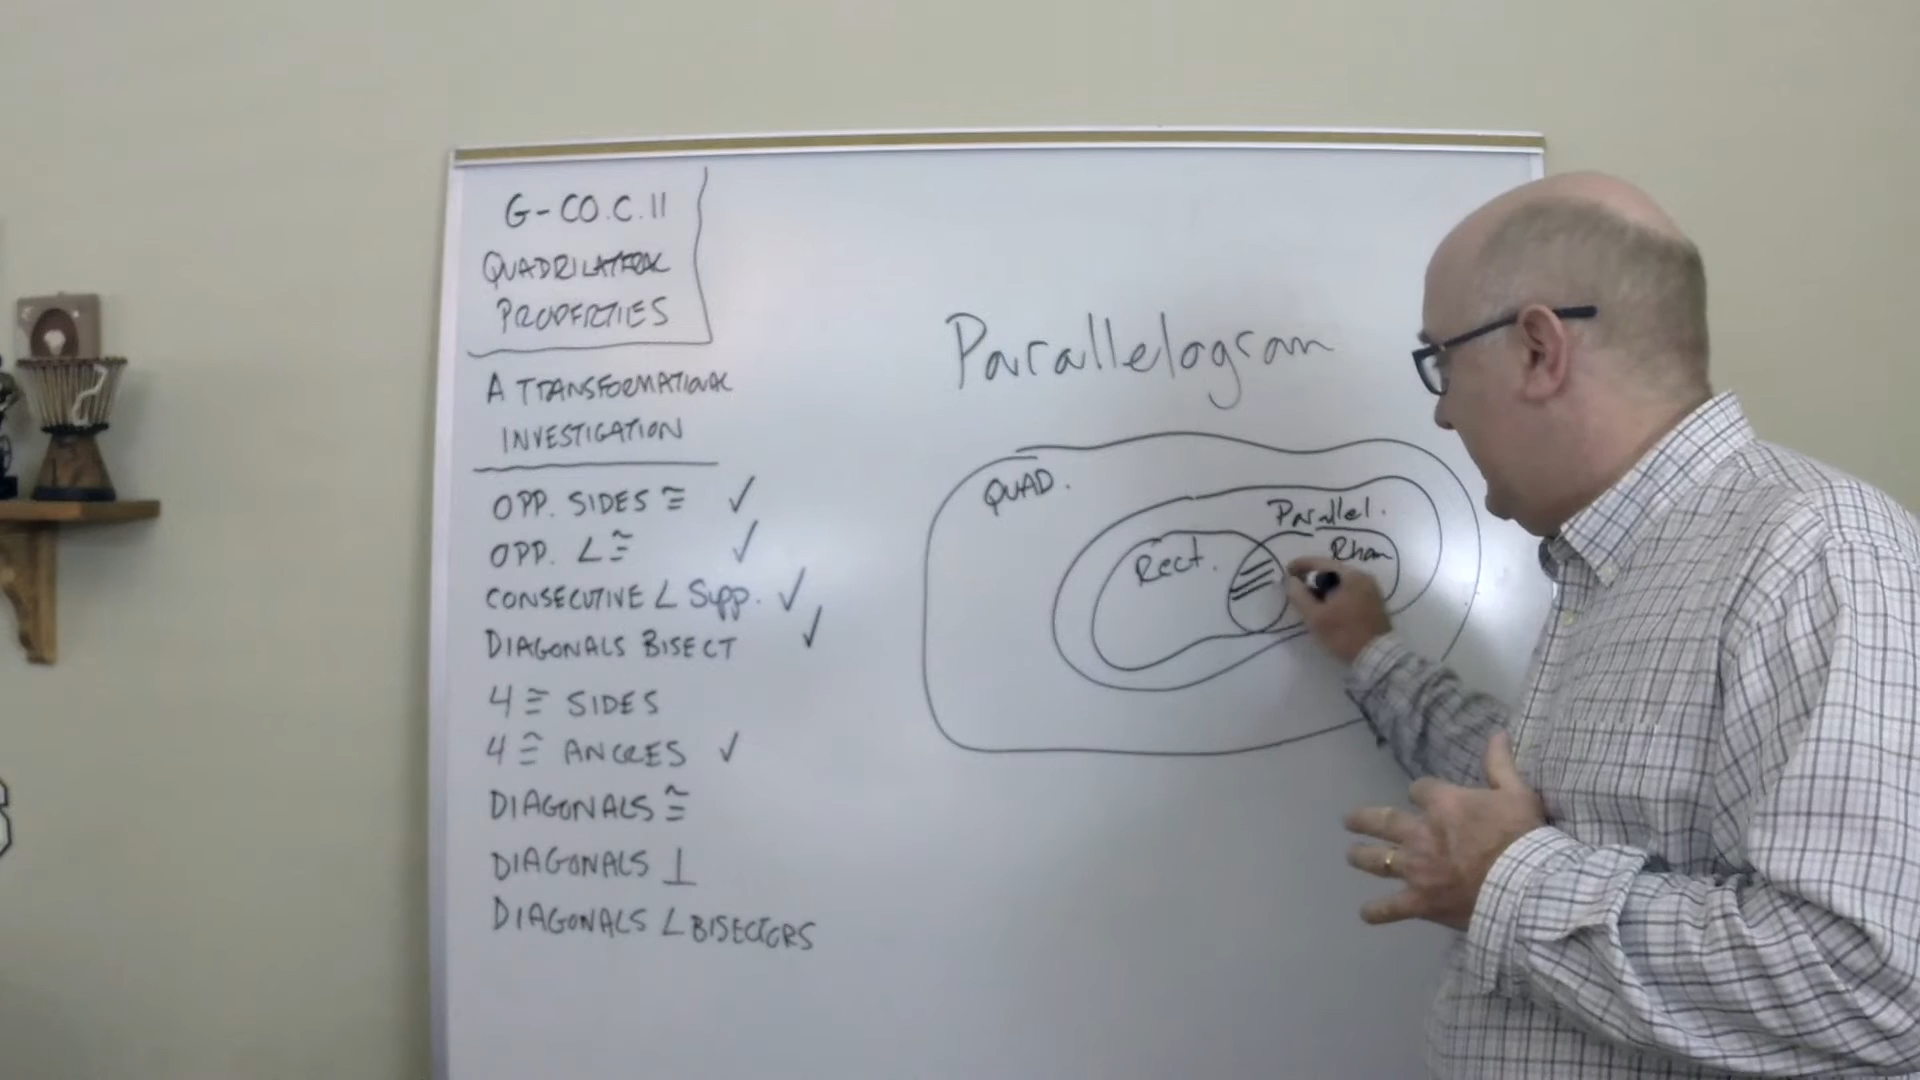 G-CO.C.11
QUADRILATERAL
PROPERTIES
A TRANSFORMATIONAL
INVESTIGATION
OPP. SIDES ≅ ✓
OPP. ∠ ≅ ✓
CONSECUTIVE ∠ Supp. ✓
DIAGONALS BISECT ✓
4 ≅ SIDES
4 ≅ ANGLES ✓
DIAGONALS ≅
DIAGONALS ⊥
DIAGONALS ∠ BISECTORS
Parallelogram
QUAD.
Parallel.
Rect.
Rhom